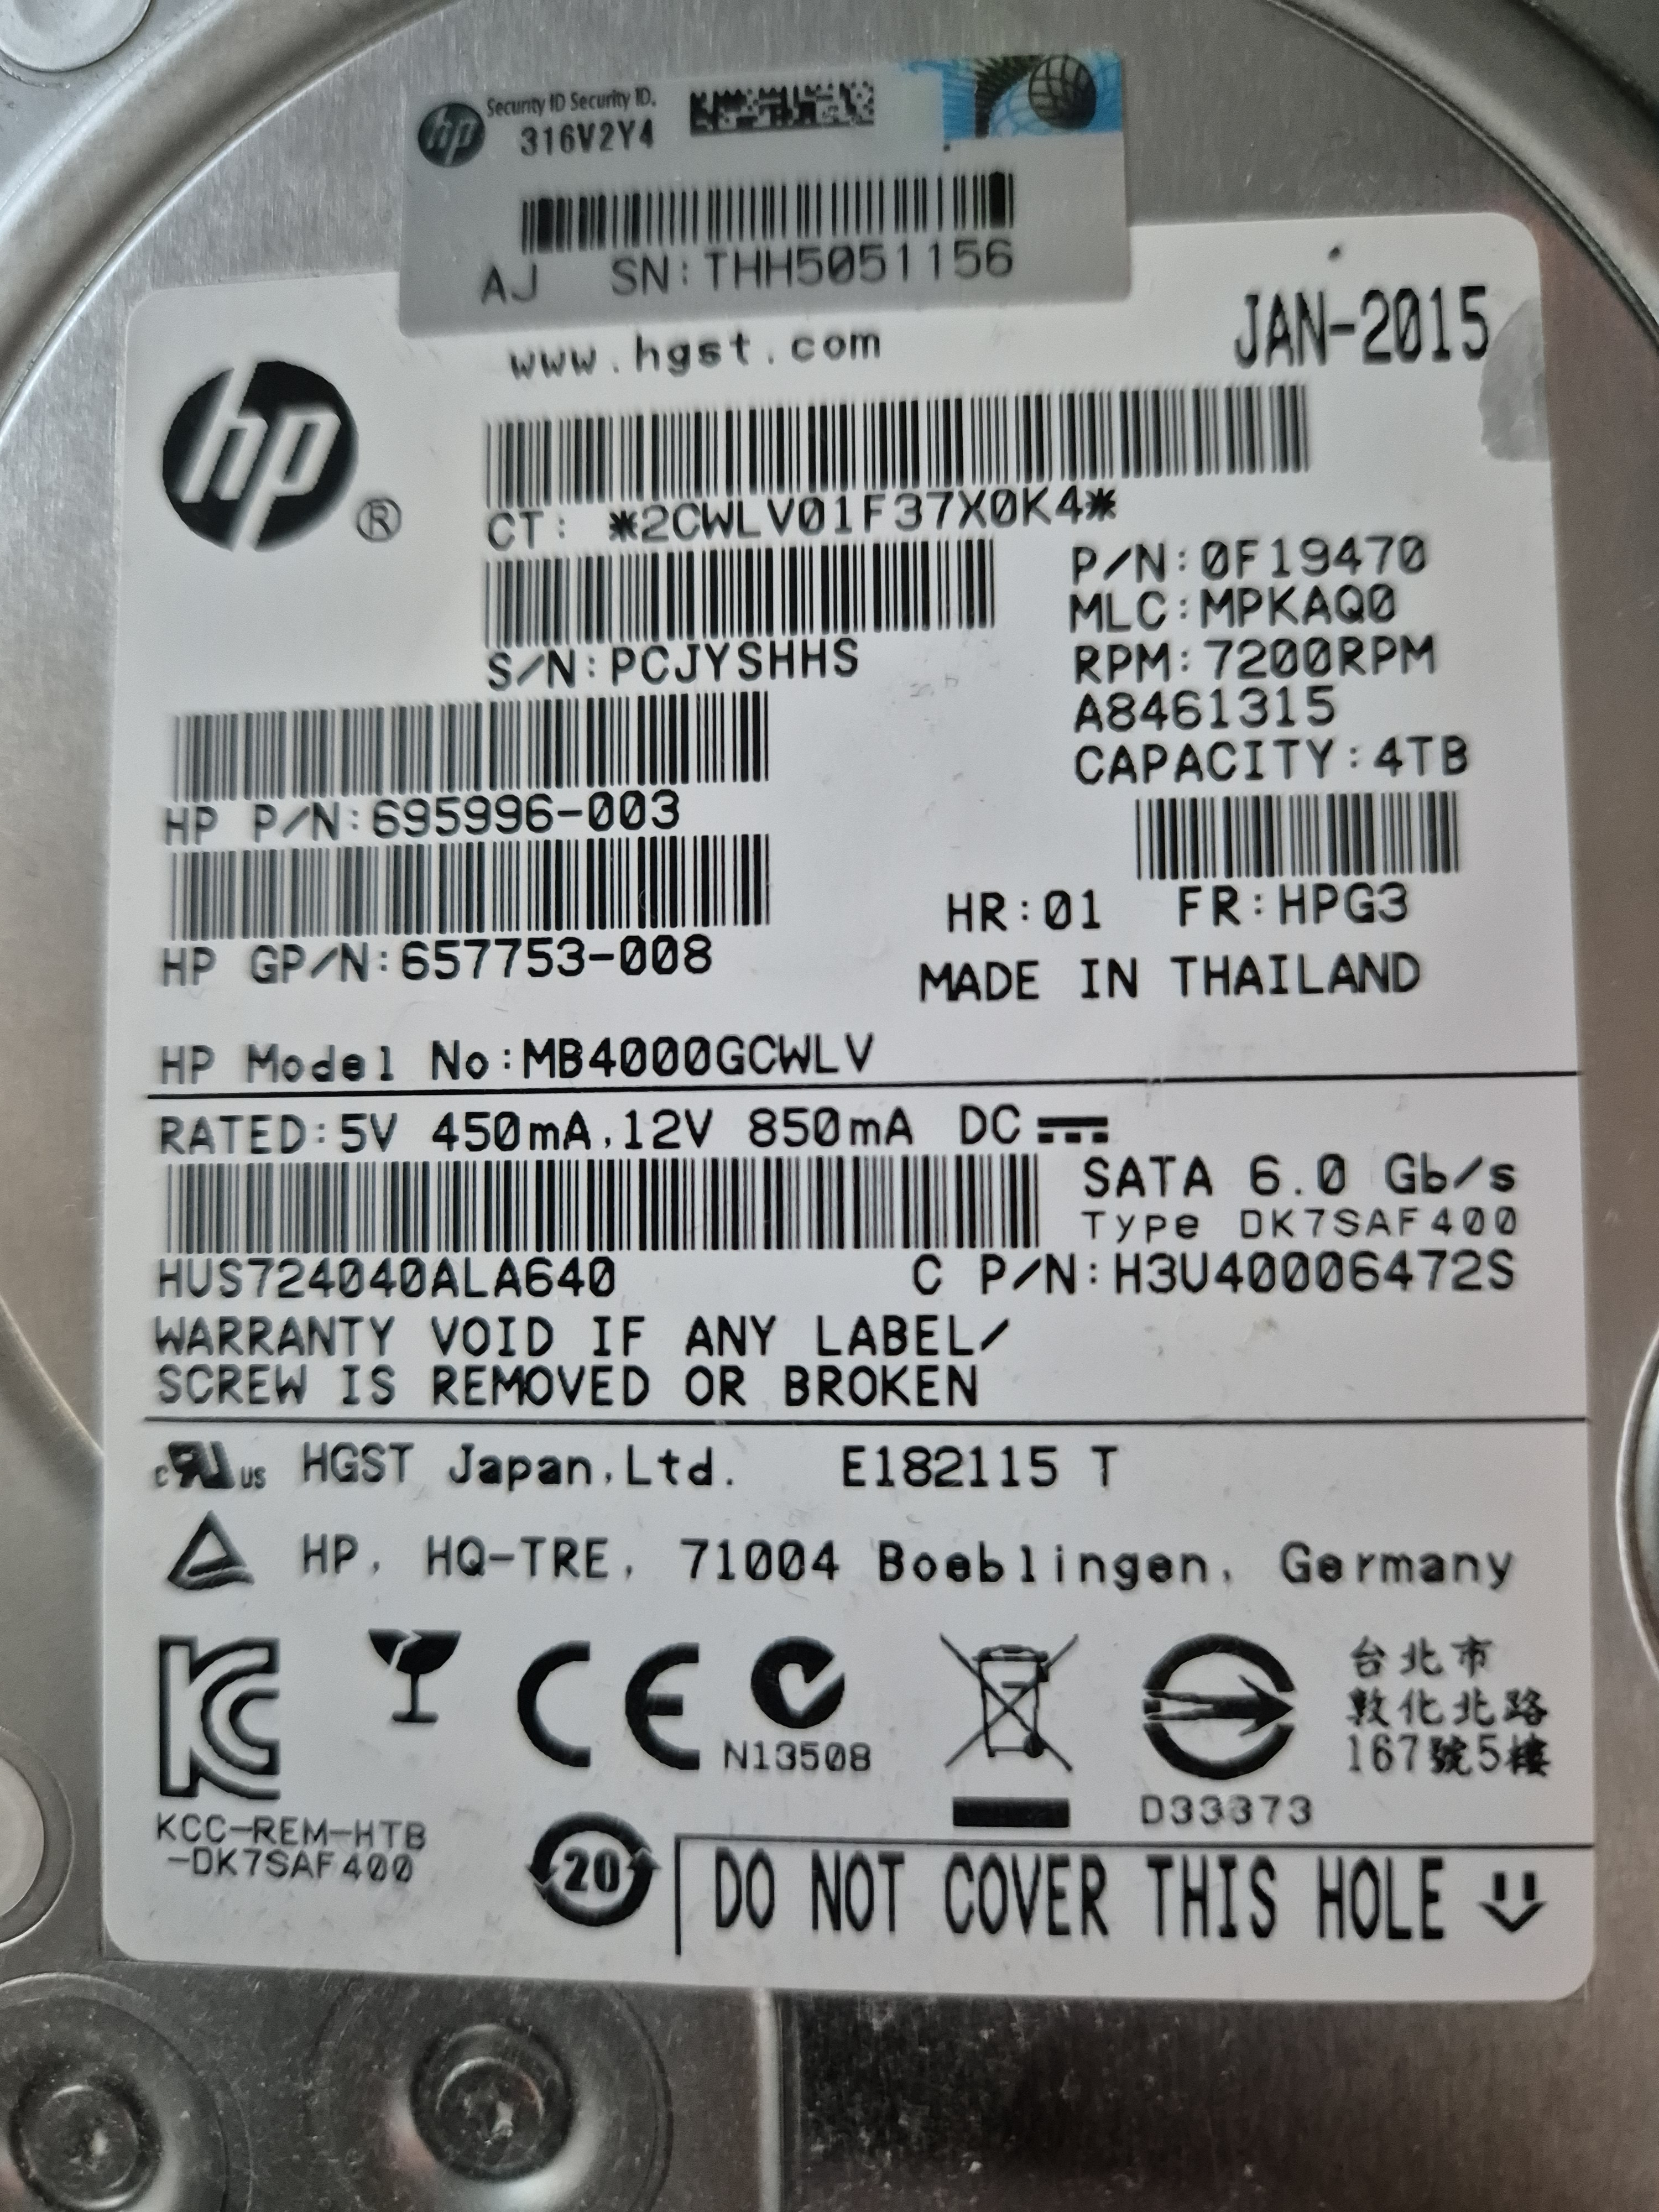 hp
Security ID Security ID.
316V2Y4
AJ SN:THH5051156
www.hgst.com
JAN-2015
hp ®
CT: *2CWLV01F37X0K4*
P/N:0F19470
MLC:MPKAQ0
S/N:PCJYSHHS
RPM:7200RPM
A8461315
CAPACITY:4TB
HP P/N:695996-003
HR:01 FR:HPG3
HP GP/N:657753-008
MADE IN THAILAND
HP Model No:MB4000GCWLV
RATED:5V 450mA,12V 850mA DC
SATA 6.0 Gb/s
Type DK7SAF400
HUS724040ALA640 C P/N:H3U40006472S
WARRANTY VOID IF ANY LABEL/
SCREW IS REMOVED OR BROKEN
c RU us HGST Japan,Ltd. E182115 T
HP, HQ-TRE, 71004 Boeblingen, Germany
KC
CE
N13508
D33373
台北市
敦化北路
167號5樓
KCC-REM-HTB
-DK7SAF400
20
DO NOT COVER THIS HOLE